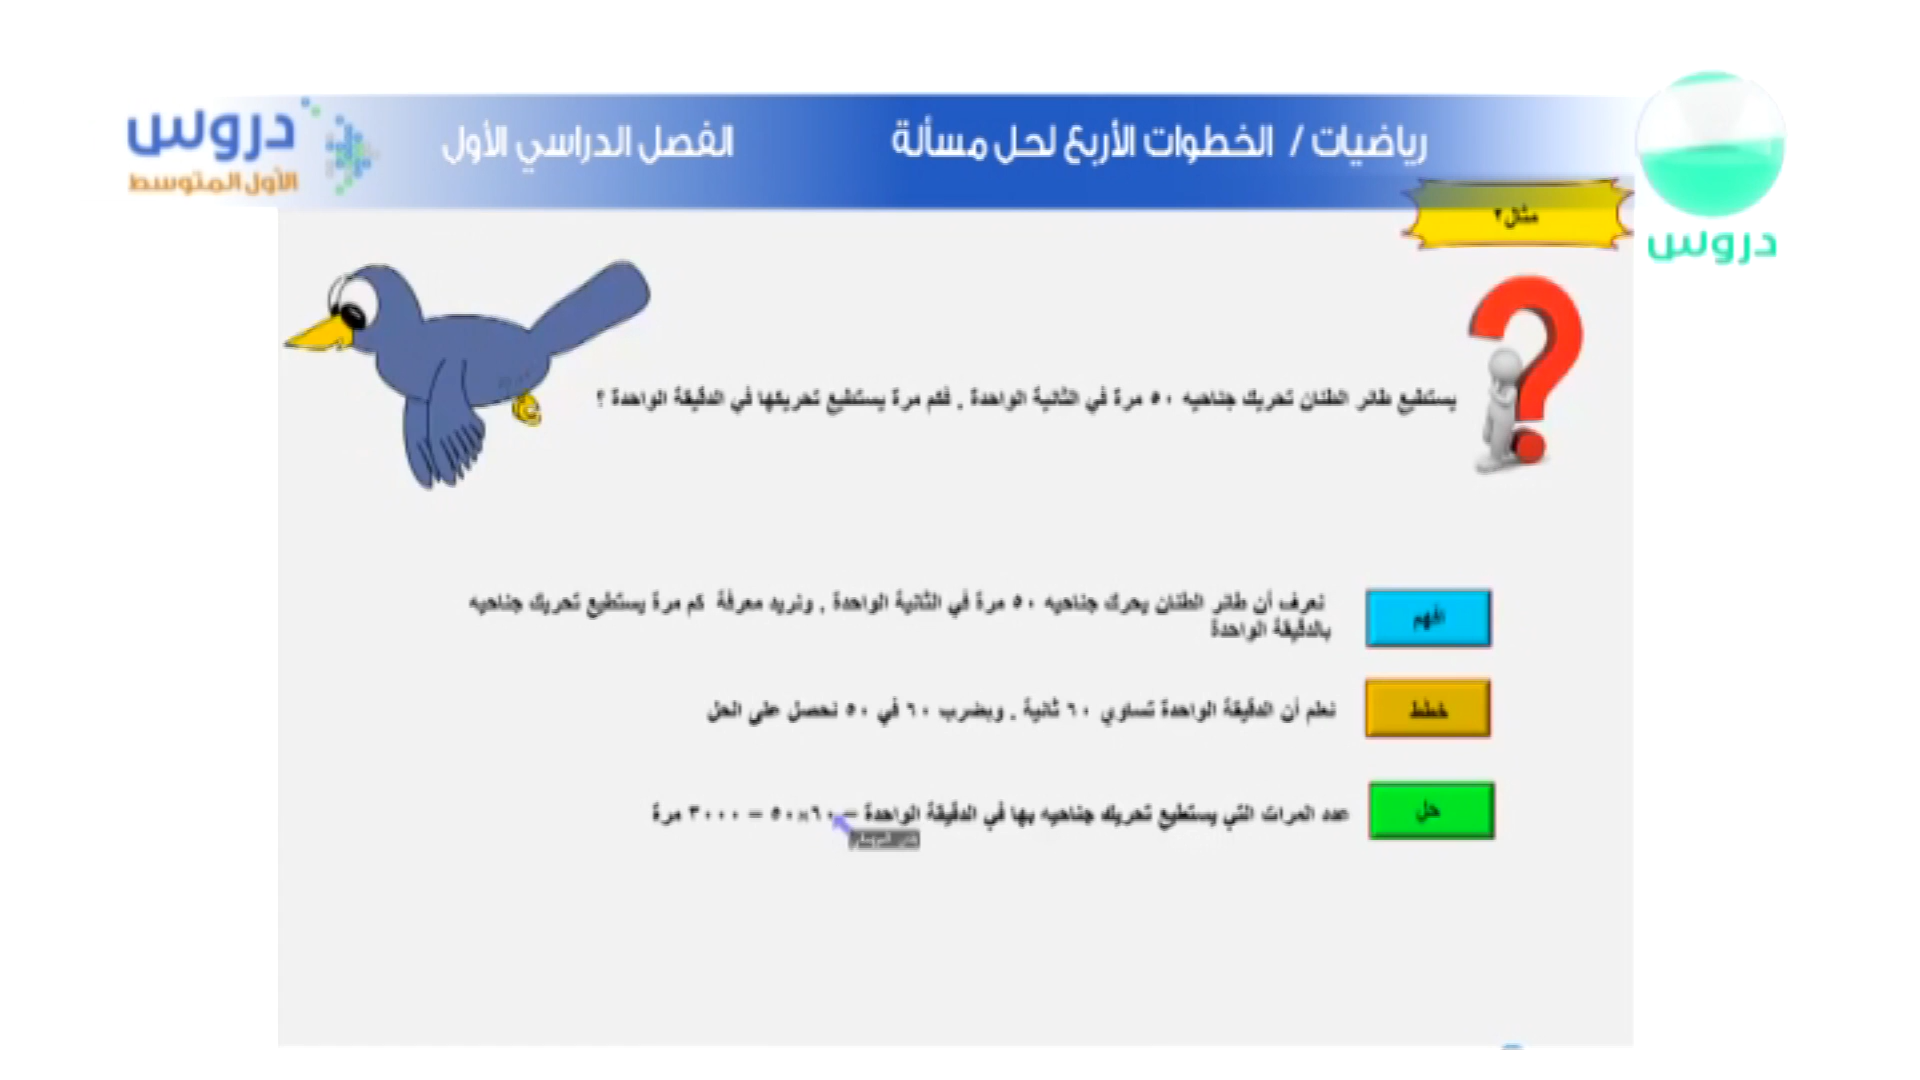 رياضيات / الخطوات الأربع لحل مسألة
الفصل الدراسي الأول
دروس
الأول المتوسط
دروس
مثال ٢
يستطيع طائر الطنان تحريك جناحيه ٥٠ مرة في الثانية الواحدة . فكم مرة يستطيع تحريكها في الدقيقة الواحدة ؟
افهم
نعرف أن طائر الطنان يحرك جناحيه ٥٠ مرة في الثانية الواحدة , ونريد معرفة كم مرة يستطيع تحريك جناحيه
بالدقيقة الواحدة
خطط
نعلم أن الدقيقة الواحدة تساوي ٦٠ ثانية . وبضرب ٦٠ في ٥٠ نحصل على الحل
حل
عدد المرات التي يستطيع تحريك جناحيه بها في الدقيقة الواحدة = ٦٠×٥٠ = ٣٠٠٠ مرة